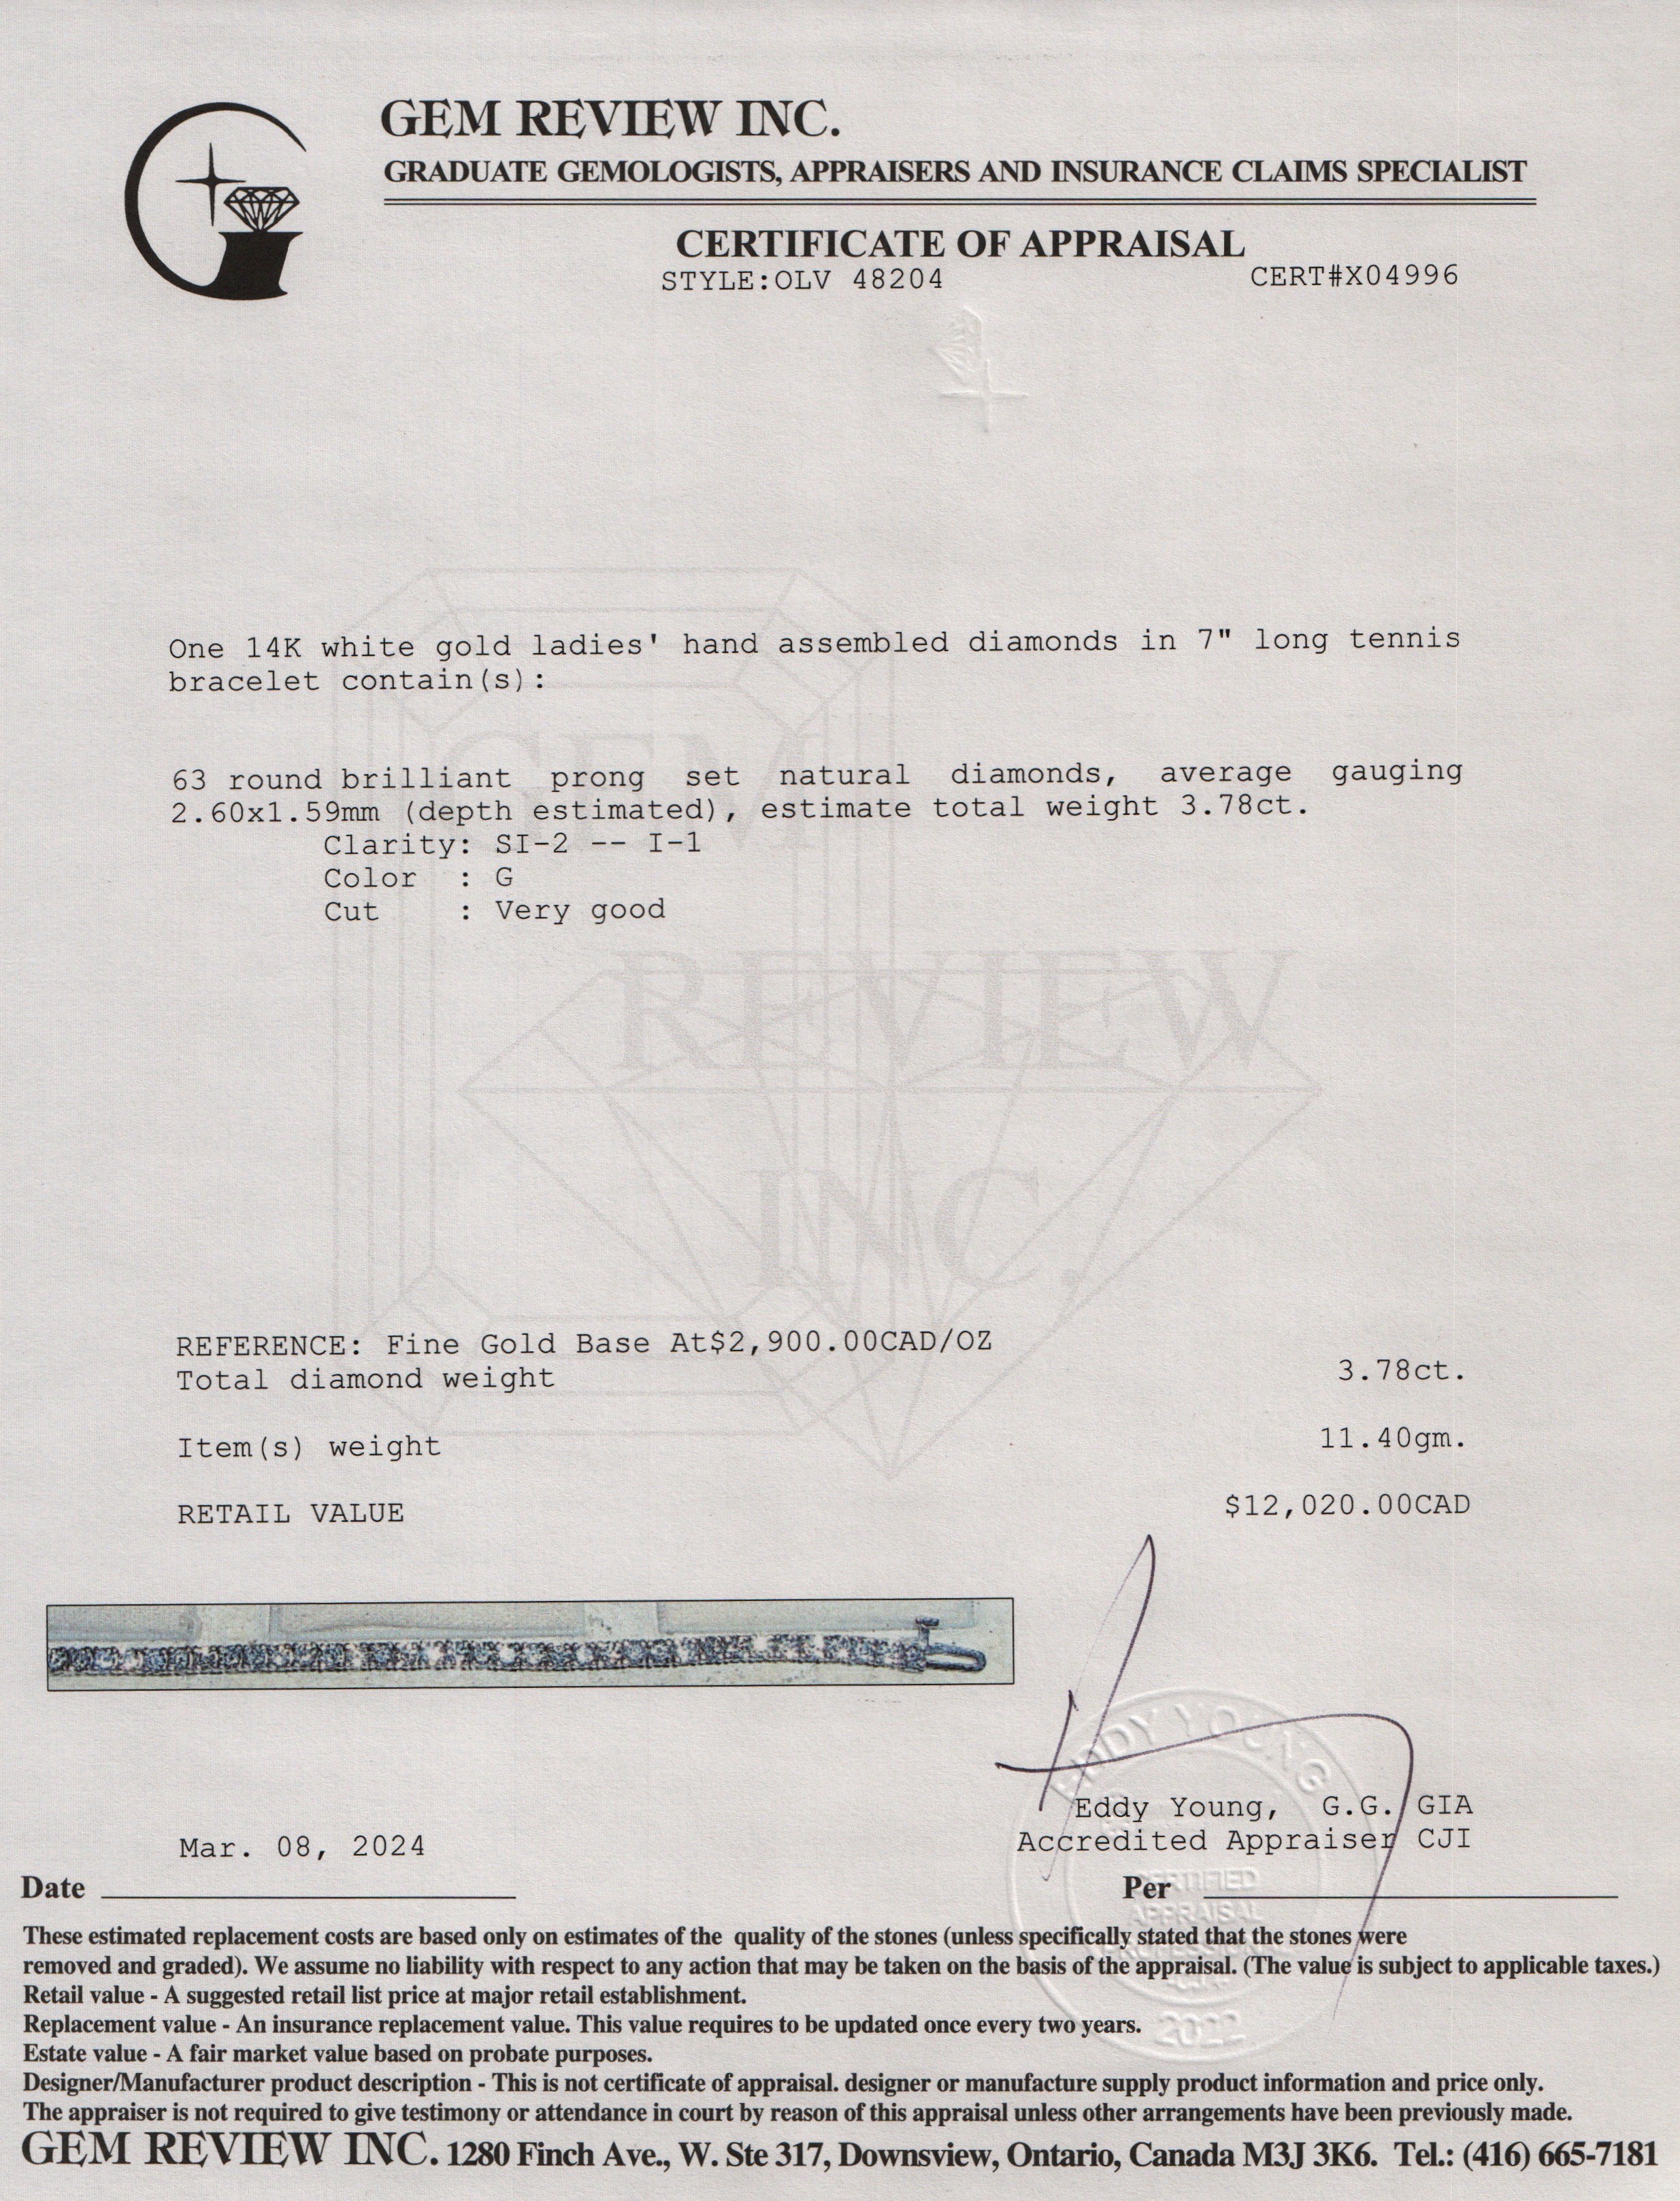 GEM REVIEW INC.
GRADUATE GEMOLOGISTS, APPRAISERS AND INSURANCE CLAIMS SPECIALIST
CERTIFICATE OF APPRAISAL
STYLE:OLV 48204 CERT#X04996
One 14K white gold ladies' hand assembled diamonds in 7" long tennis
bracelet contain(s):
63 round brilliant prong set natural diamonds, average gauging
2.60x1.59mm (depth estimated), estimate total weight 3.78ct.
Clarity: SI-2 -- I-1
Color : G
Cut : Very good
GEM
REVIEW
INC.
REFERENCE: Fine Gold Base At$2,900.00CAD/OZ
Total diamond weight 3.78ct.
Item(s) weight 11.40gm.
RETAIL VALUE $12,020.00CAD
EDDY YOUNG
Eddy Young, G.G. GIA
Accredited Appraiser CJI
Mar. 08, 2024
Date Per
CERTIFIED
APPRAISAL
PROFESSIONAL
2022
These estimated replacement costs are based only on estimates of the quality of the stones (unless specifically stated that the stones were
removed and graded). We assume no liability with respect to any action that may be taken on the basis of the appraisal. (The value is subject to applicable taxes.)
Retail value - A suggested retail list price at major retail establishment.
Replacement value - An insurance replacement value. This value requires to be updated once every two years.
Estate value - A fair market value based on probate purposes.
Designer/Manufacturer product description - This is not certificate of appraisal. designer or manufacture supply product information and price only.
The appraiser is not required to give testimony or attendance in court by reason of this appraisal unless other arrangements have been previously made.
GEM REVIEW INC. 1280 Finch Ave., W. Ste 317, Downsview, Ontario, Canada M3J 3K6. Tel.: (416) 665-7181